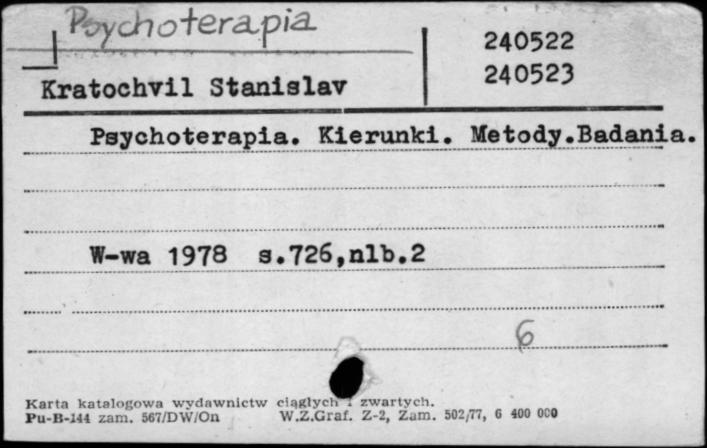 Psychoterapia
240522
240523
Kratochvil Stanislav
Psychoterapia. Kierunki. Metody.Badania.
W-wa 1978 s.726,nlb.2
6
Karta katalogowa wydawnictw ciągłych i zwartych.
Pu-B-144 zam. 567/DW/On W.Z.Graf. Z-2, Zam. 502/77, 6 400 000